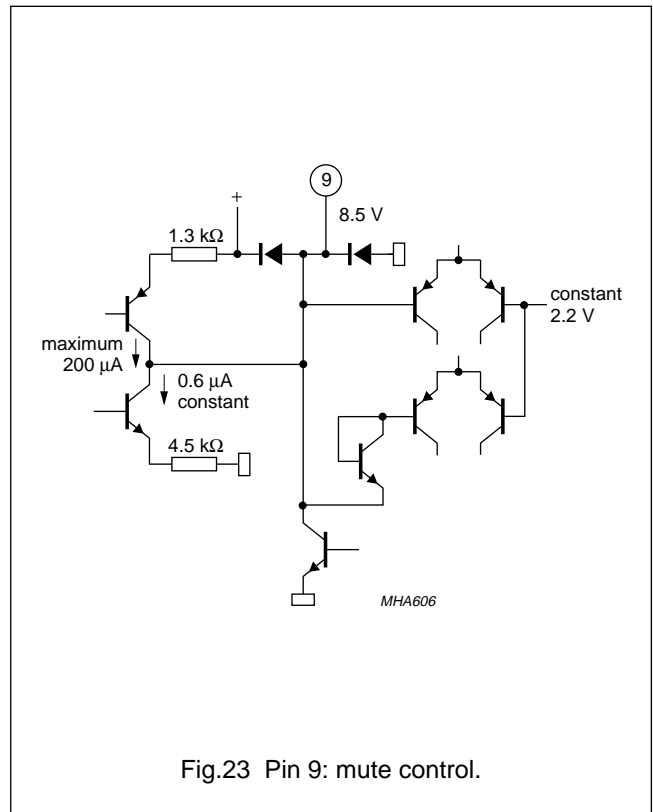 9
+
8.5 V
1.3 kΩ
constant
2.2 V
maximum
200 μA
0.6 μA
constant
4.5 kΩ
MHA606
Fig.23 Pin 9: mute control.